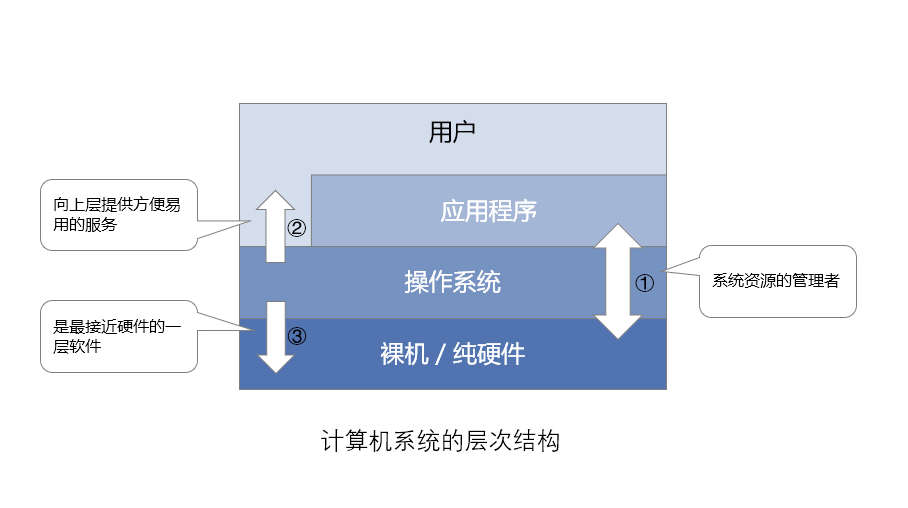 用户
应用程序
向上层提供方便易
用的服务
②
操作系统
①
系统资源的管理者
是最接近硬件的一
层软件
③
裸机 / 纯硬件
计算机系统的层次结构